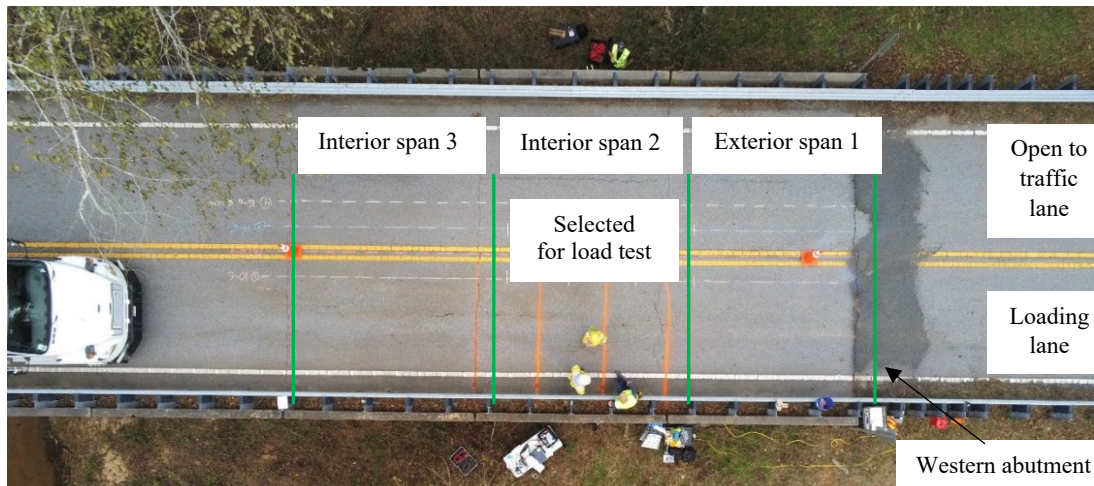 Interior span 3
Interior span 2
Exterior span 1
Open to
traffic
lane
Selected
for load test
Loading
lane
Western abutment